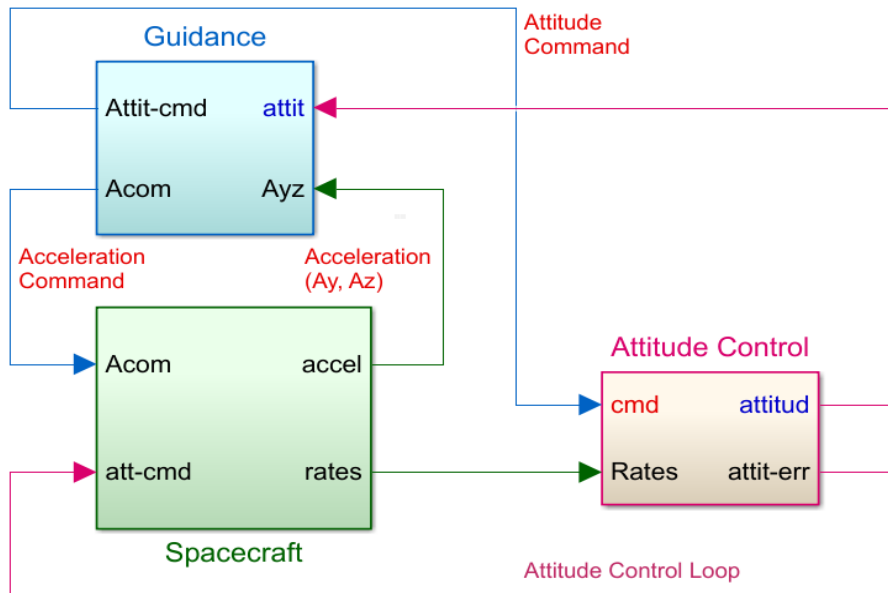 Guidance
Attitude
Command
Attit-cmd
attit
Acom
Ayz
Acceleration
Command
Acceleration
(Ay, Az)
Attitude Control
Acom
accel
cmd
attitud
att-cmd
rates
Rates
attit-err
Spacecraft
Attitude Control Loop